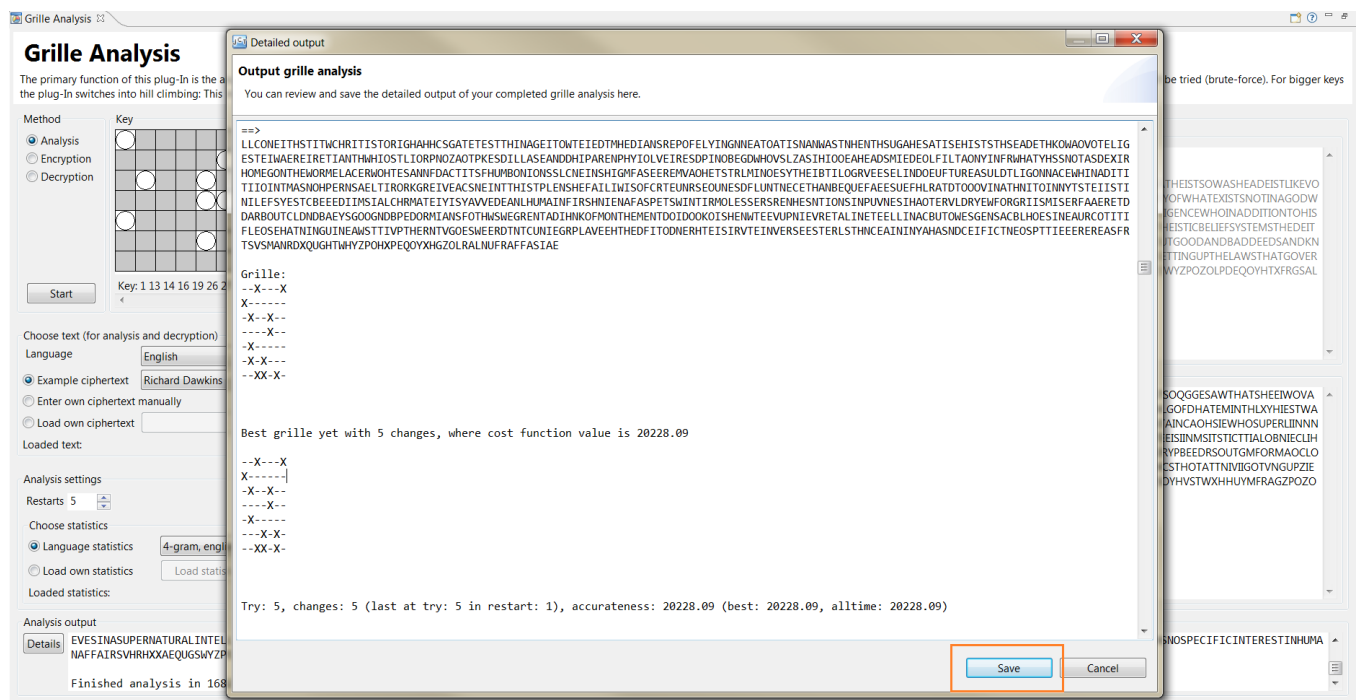 Grille Analysis
Grille Analysis
The primary function of this plug-In is the a
be tried (brute-force). For bigger keys
the plug-In switches into hill climbing: This
Method
Analysis
Encryption
Decryption
Start
Key
Key: 1 13 14 16 19 26 2
Choose text (for analysis and decryption)
Language
English
Example ciphertext
Richard Dawkins
Enter own ciphertext manually
Load own ciphertext
Loaded text:
Analysis settings
Restarts 5
Choose statistics
Language statistics
4-gram, engli
Load own statistics
Load statis
Loaded statistics:
Analysis output
Details
EVESINASUPERNATURALINTEL
NAFFAIRSVHRHXXAEQUGSWYZP
Finished analysis in 168
Detailed output
Output grille analysis
You can review and save the detailed output of your completed grille analysis here.
==>
LLCONEITHSTITWCHRITISTORIGHAHHCSGATETESTTHINAGEITOWTEIEDTMHEDIANSREPOFELYINGNNEATOATISENTNANWASTNHENTHSUGAHESATISEHISTSTHSEADETHKOWAOVOTELIG
ESTEIWAEREIRETIANTHWHIOSTLIORPNOZAOTPKESDILLASEANDDHIPARENPHYIOLVEIRESDPINOBEGDWHOVSLZASIHIOOEAHEADSMIEDEOLFILTAONYINFRWHATYHSSNOTASDEXIR
HOMEGONTHEWORMELACERWOHTESANNFDACTITSFHUMBONIONSSLCNEINSHIGMFASEEREMVAOHETSTRLMINOESYTHEIBTILOGRVEESELINDOEUFTUREASULDTLIGONNACEWHINADITI
TIIOINTMASNOHPERNSAELTIRORKGREIVEACSNEINTTHISTPLENSHEFAILIWISOFCRTEUNRSEOUNESDFLUNTNECETHANBEQUEFAEESUEFHLRATDTOOOVINATHNITOINNYTSTEIISTI
NILEFSYESTCBEEEDIIMSIALCHRMATEIYISYAVVEDEANLHUMAINFIRSHNIENAFASPETSWINTIRMOLESSERSRDRNHESNTIONSINPUVNESIHAOTERVLDRYEWFORGRIISMISERFAAERETD
DARBOUTCLDNDBAEYSGOOGNDBPEDORMIANSFOTHWSWEGRENTADIHNKOFMONTHEMENTDOIDOOKOISHENWTEEVUPNIEVRETALINETEELLINACBUTOWESGENSACBLHOESINEAURCOTITI
FLEOSEHATNINGUINEAWSTTIVPTHERNTVGOESWEERDTNTCUNIEGRPLAVEEHTHEDFITODNERHTEISIRVTEINVERSEESTERLSTHNCEAININYAHASNDCEIFICTNEOSPTTIEEEREREASFR
TSVSMANRDXQUGHTWHYZPOHXPEQOYXHGZOLRALNUFRAFFASIAE
Grille:
--X---X
X------
-X--X--
----X--
-X-----
-X-X---
--XX-X-
Best grille yet with 5 changes, where cost function value is 20228.09
--X---X
X------
-X--X--
----X--
-X-----
---X-X-
--XX-X-
Try: 5, changes: 5 (last at try: 5 in restart: 1), accurateness: 20228.09 (best: 20228.09, alltime: 20228.09)
Save
Cancel
THEISTSOWASHEADEISTLIKEVO
YOFWHATEXISTSNOTINAGODW
IGENCEWHOINADDITIONTOHIS
HEISTICBELIEFSYSTEMSTHEDEIT
UTGOODANDBADDEEDSANDKN
TTINGUPTHELAWSTHATGOVER
WYZPOZOLPDEQOYHTXFRGSAL
SOQGGESAWTHATSHEEIWOVA
LGOFDHATEMINTHLXYHIESTWA
AINCAOHSIEWHOSUPERLIINNN
EISIINMSITSTICTTIALOBNIECLIH
RYPBEEDRSOUTGMFORMAOCLO
CSTHOTATTNIVIIGOTVNGUPZIE
DYHVSTWXHHUYMFRAGZPOZO
SNOSPECIFICINTERESTINHUMA